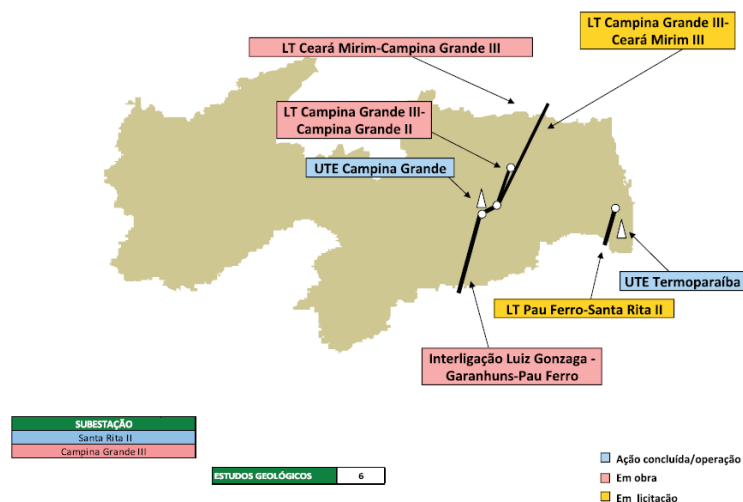 LT Campina Grande III-
Ceará Mirim III
LT Ceará Mirim-Campina Grande III
LT Campina Grande III-
Campina Grande II
UTE Campina Grande
UTE Termoparaíba
LT Pau Ferro-Santa Rita II
Interligação Luiz Gonzaga -
Garanhuns-Pau Ferro
SUBESTAÇÃO
Santa Rita II
Campina Grande III
ESTUDOS GEOLÓGICOS 6
Ação concluída/operação
Em obra
Em licitação